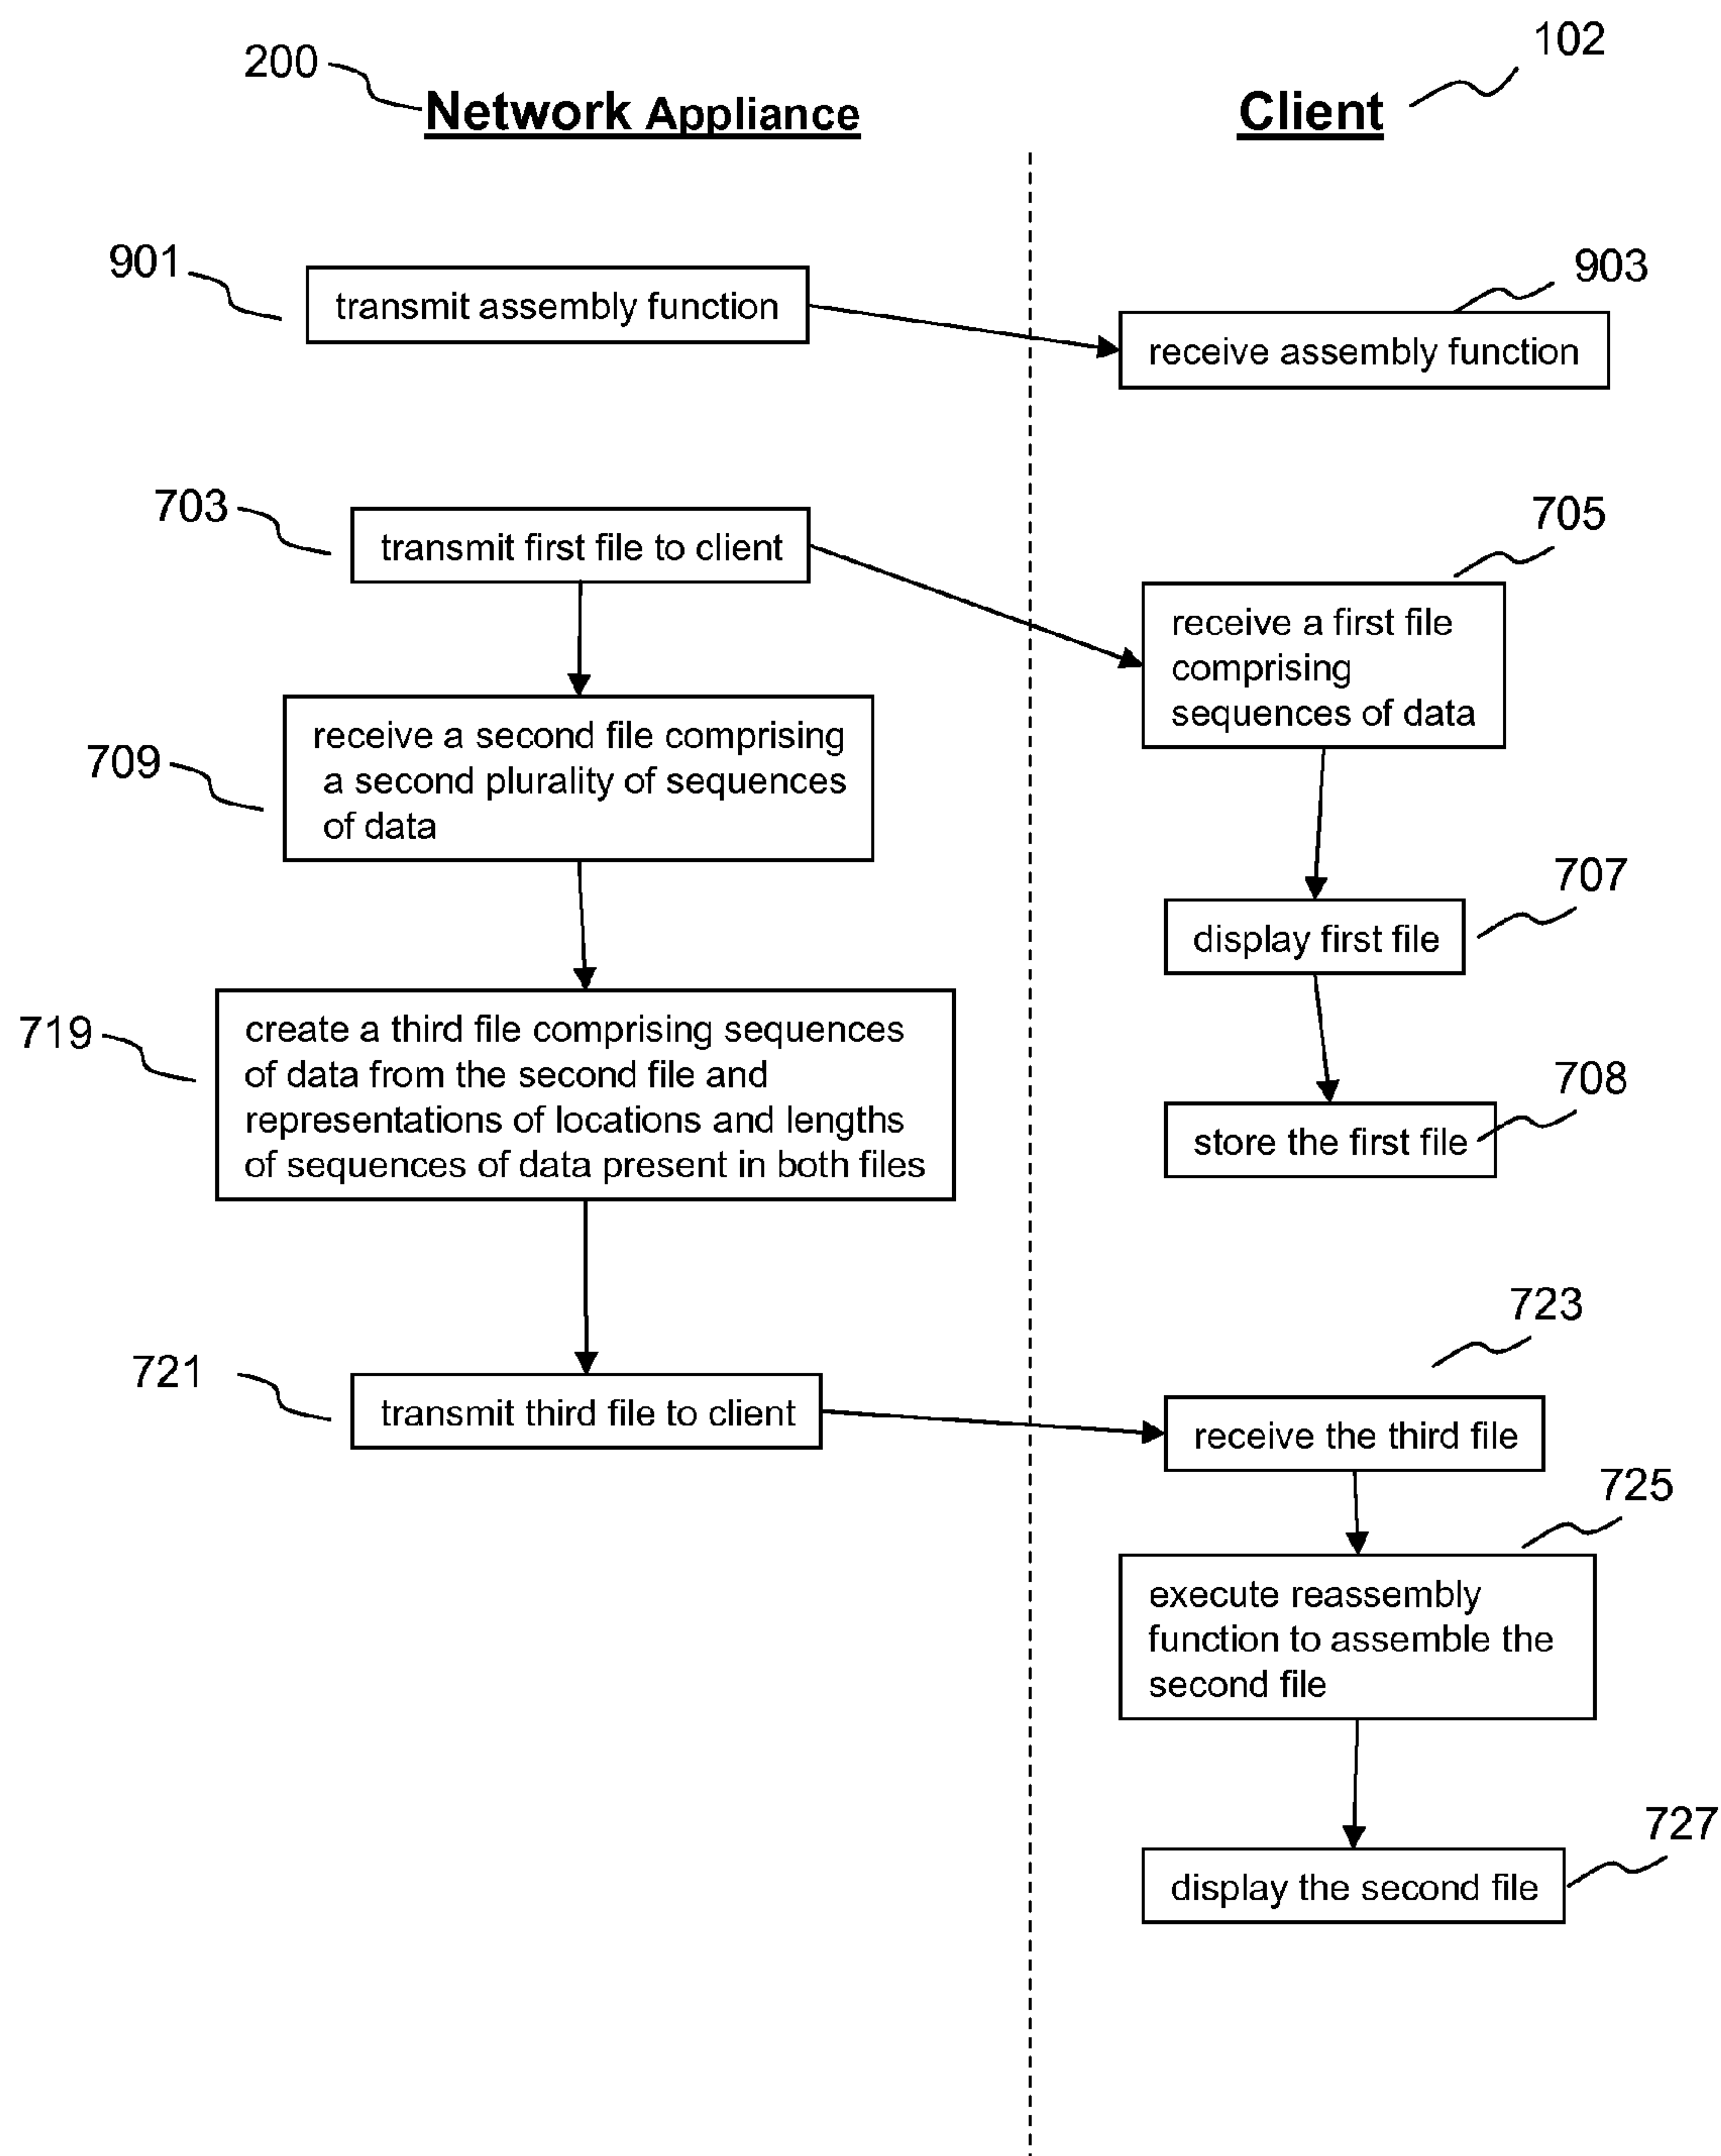 200
102
Network Appliance
Client
901
transmit assembly function
903
receive assembly function
703
transmit first file to client
705
receive a first file
comprising
sequences of data
709
receive a second file comprising
a second plurality of sequences
of data
707
display first file
719
create a third file comprising sequences
of data from the second file and
representations of locations and lengths
of sequences of data present in both files
708
store the first file
721
transmit third file to client
723
receive the third file
725
execute reassembly
function to assemble the
second file
727
display the second file